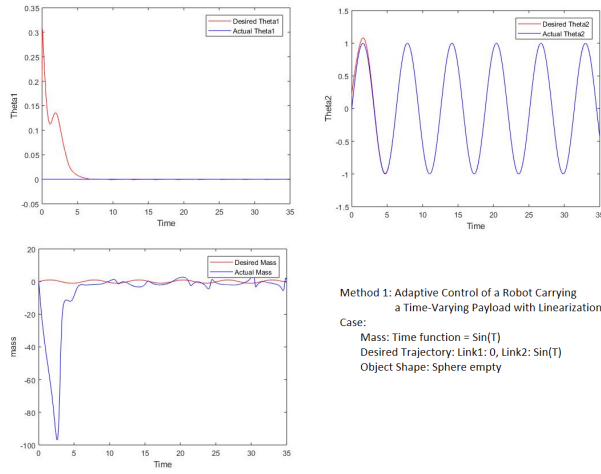 Desired Theta1
Actual Theta1
0.35
0.3
0.25
0.2
0.15
0.1
0.05
0
-0.05
Theta1
0 5 10 15 20 25 30 35
Time
Desired Theta2
Actual Theta2
1.5
1
0.5
0
-0.5
-1
-1.5
Theta2
0 5 10 15 20 25 30 35
Time
Desired Mass
Actual Mass
20
0
-20
-40
-60
-80
-100
mass
0 5 10 15 20 25 30 35
Time
Method 1: Adaptive Control of a Robot Carrying
a Time-Varying Payload with Linearization
Case:
Mass: Time function = Sin(T)
Desired Trajectory: Link1: 0, Link2: Sin(T)
Object Shape: Sphere empty